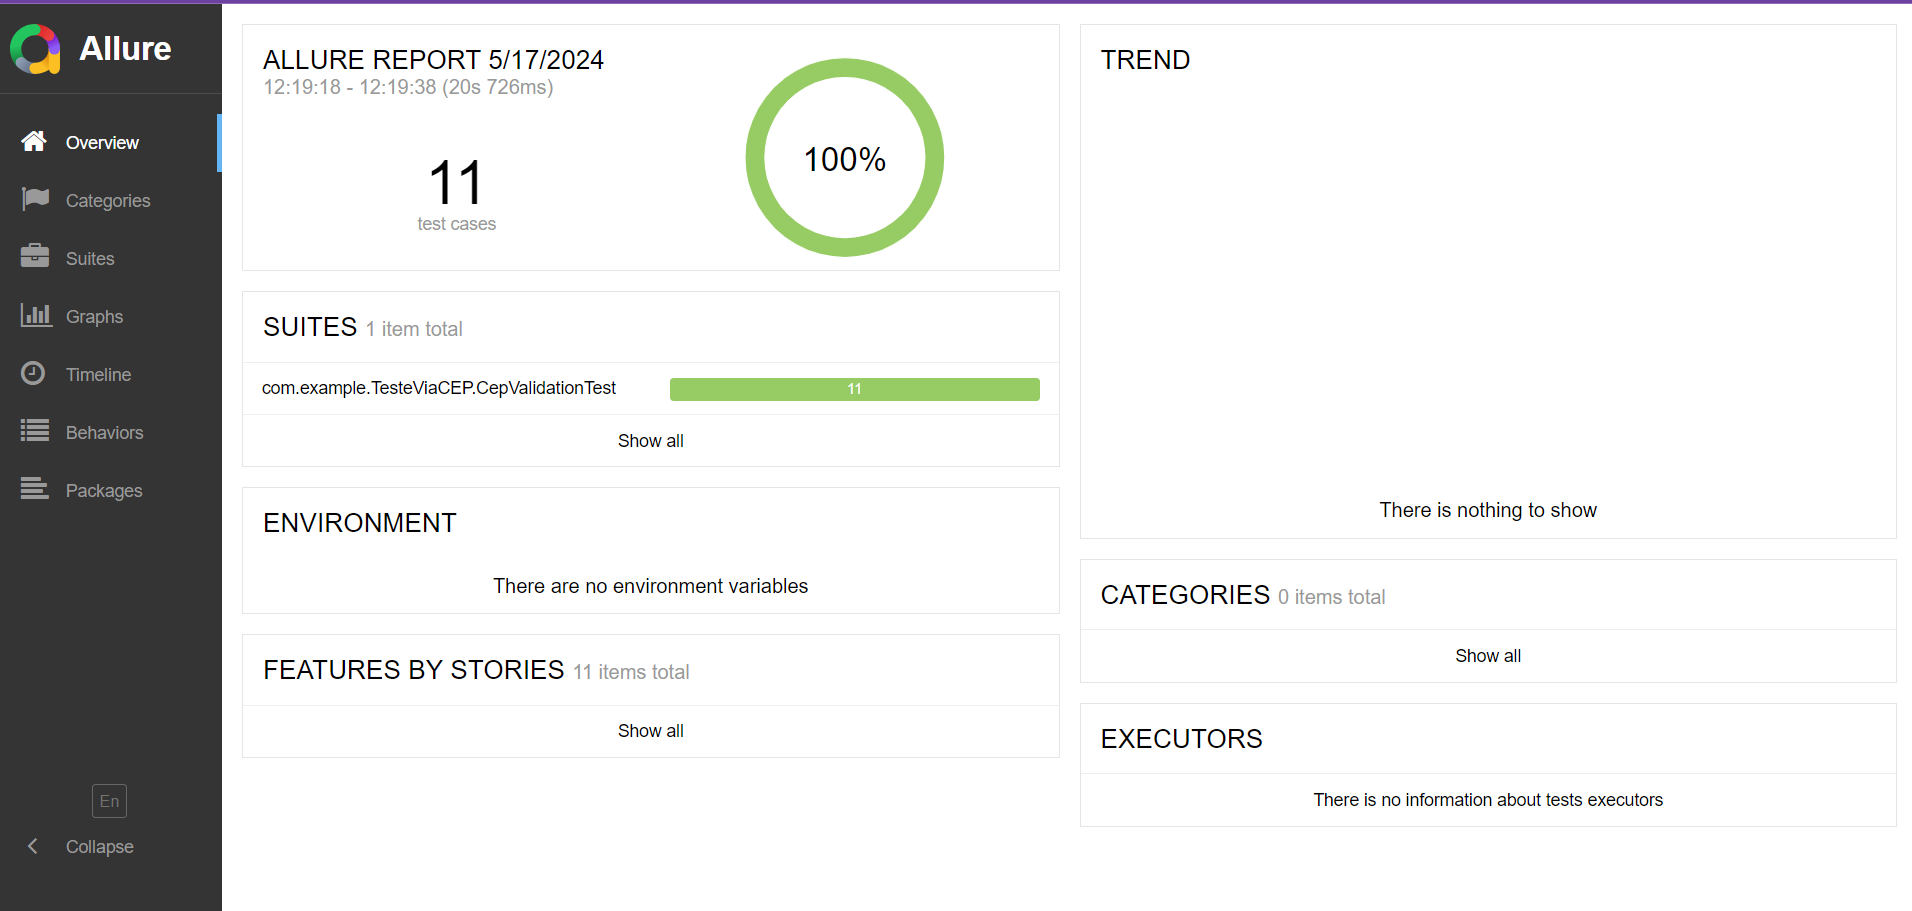 Allure
Overview
Categories
Suites
Graphs
Timeline
Behaviors
Packages
En
Collapse
ALLURE REPORT 5/17/2024
12:19:18 - 12:19:38 (20s 726ms)
11
test cases
100%
SUITES 1 item total
com.example.TesteViaCEP.CepValidationTest 11
Show all
ENVIRONMENT
There are no environment variables
FEATURES BY STORIES 11 items total
Show all
TREND
There is nothing to show
CATEGORIES 0 items total
Show all
EXECUTORS
There is no information about tests executors